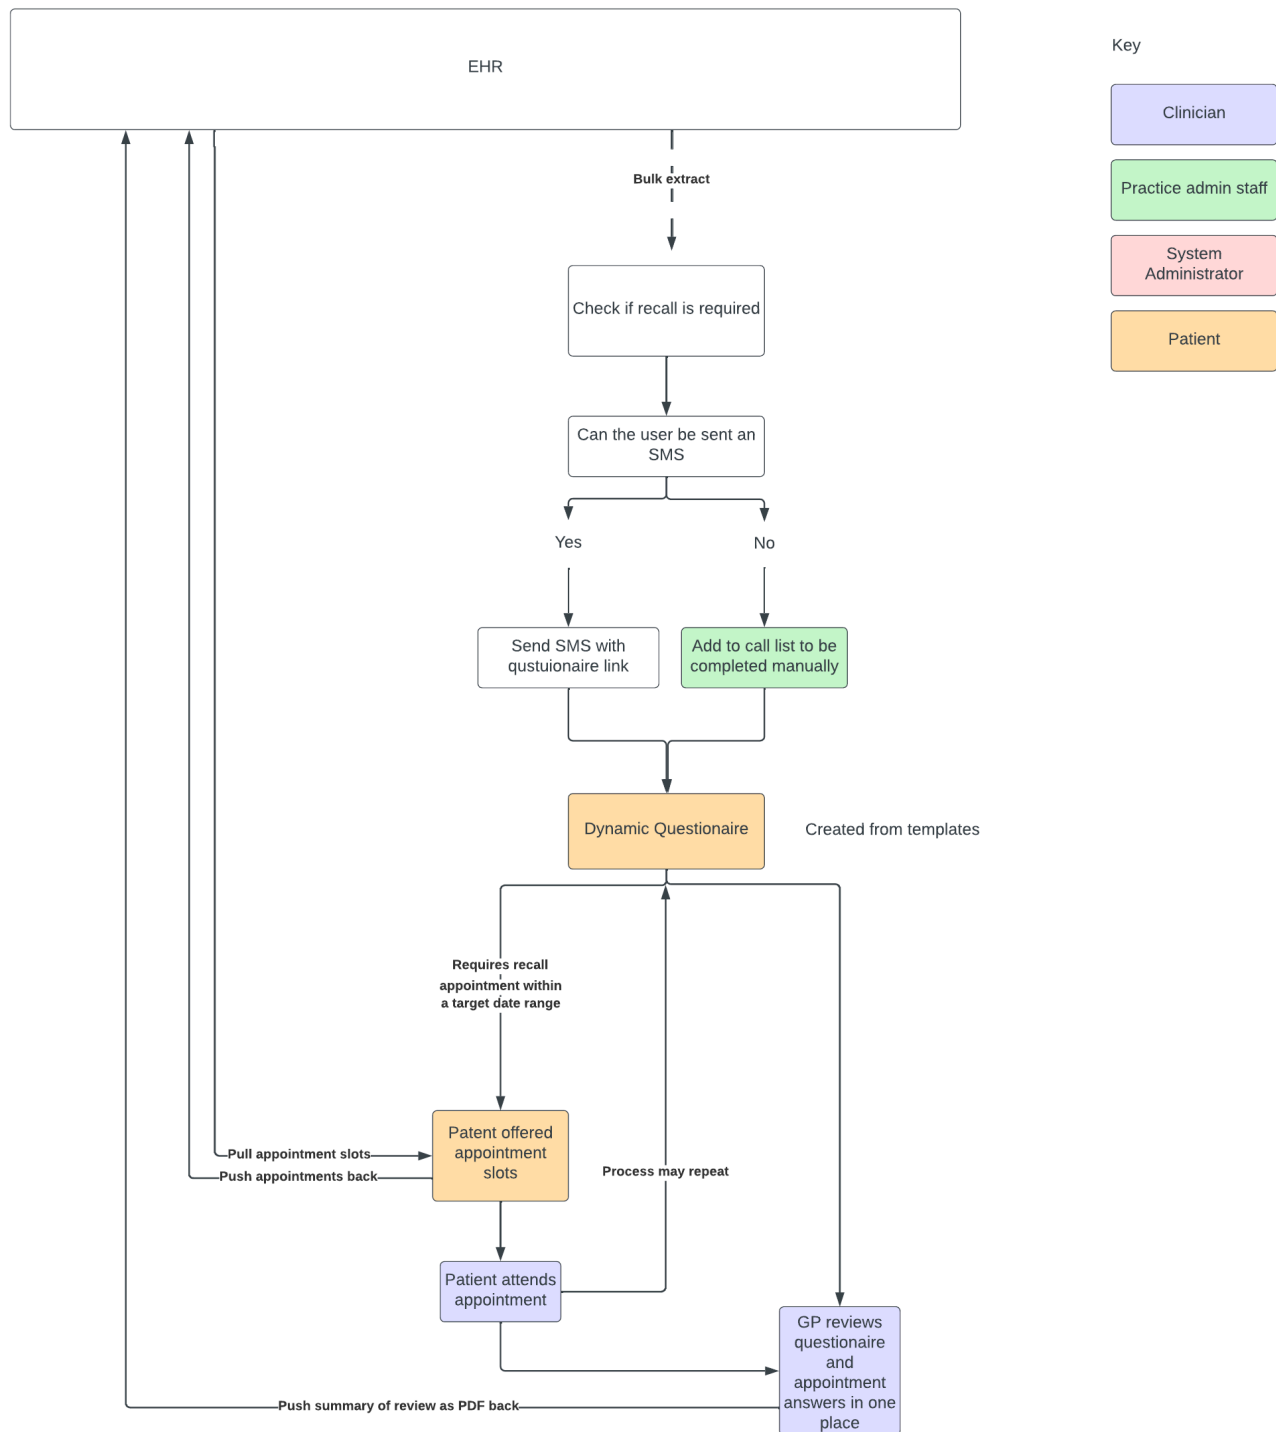 EHR
Key
Clinician
Practice admin staff
System
Administrator
Patient
Bulk extract
Check if recall is required
Can the user be sent an
SMS
Yes
No
Send SMS with
qustuionaire link
Add to call list to be
completed manually
Dynamic Questionaire
Created from templates
Requires recall
appointment within
a target date range
Patent offered
appointment
slots
Pull appointment slots
Push appointments back
Process may repeat
Patient attends
appointment
GP reviews
questionaire
and
appointment
answers in one
place
Push summary of review as PDF back